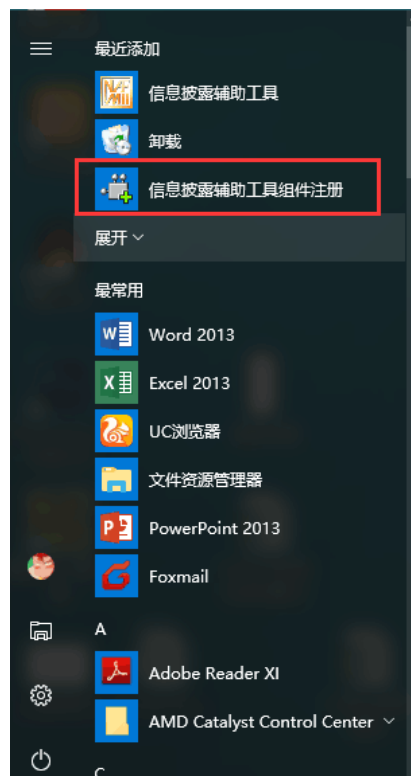 最近添加
信息披露辅助工具
卸载
信息披露辅助工具组件注册
展开
最常用
Word 2013
Excel 2013
UC浏览器
文件资源管理器
PowerPoint 2013
Foxmail
A
Adobe Reader XI
AMD Catalyst Control Center
C